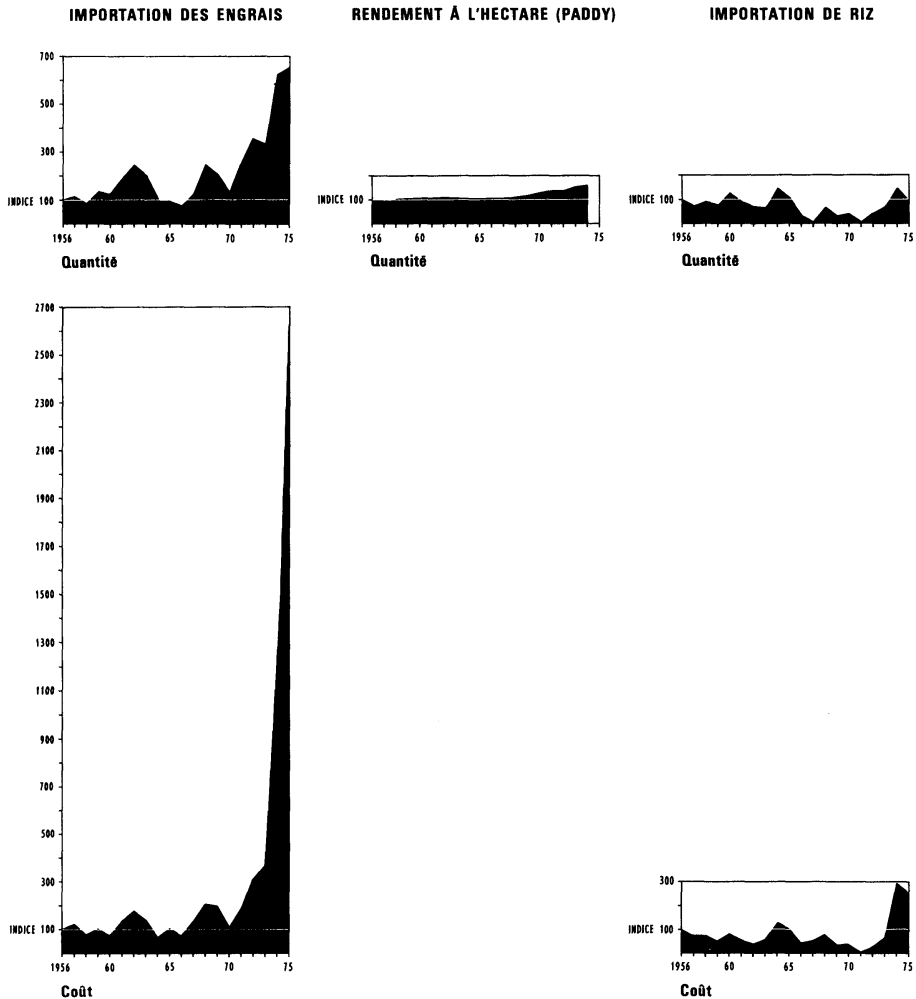 IMPORTATION DES ENGRAIS
700
500
300
INDICE 100
1956 60 65 70 75
Quantité
RENDEMENT À L'HECTARE (PADDY)
INDICE 100
1956 60 65 70 75
Quantité
IMPORTATION DE RIZ
INDICE 100
1956 60 65 70 75
Quantité
2700
2500
2300
2100
1900
1700
1500
1300
1100
900
700
500
300
INDICE 100
1956 60 65 70 75
Coût
300
INDICE 100
1956 60 65 70 75
Coût